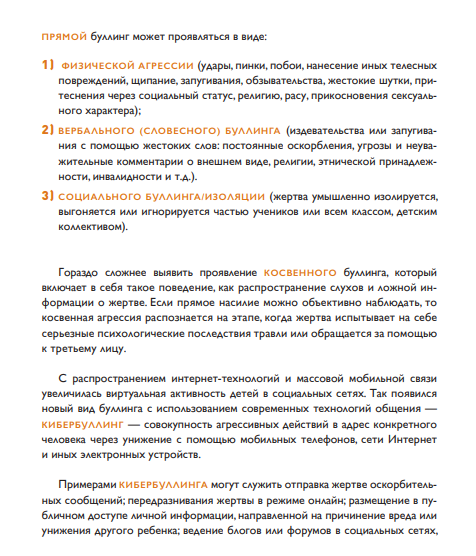 ПРЯМОЙ буллинг может проявляться в виде:
1) ФИЗИЧЕСКОЙ АГРЕССИИ (удары, пинки, побои, нанесение иных телесных
повреждений, щипание, запугивания, обзывательства, жестокие шутки, при-
теснения через социальный статус, религию, расу, прикосновения сексуаль-
ного характера);
2) ВЕРБАЛЬНОГО (СЛОВЕСНОГО) БУЛЛИНГА (издевательства или запугива-
ния с помощью жестоких слов: постоянные оскорбления, угрозы и неува-
жительные комментарии о внешнем виде, религии, этнической принадлеж-
ности, инвалидности и т.д.).
3) СОЦИАЛЬНОГО БУЛЛИНГА/ИЗОЛЯЦИИ (жертва умышленно изолируется,
выгоняется или игнорируется частью учеников или всем классом, детским
коллективом).
Гораздо сложнее выявить проявление КОСВЕННОГО буллинга, который
включает в себя такое поведение, как распространение слухов и ложной ин-
формации о жертве. Если прямое насилие можно объективно наблюдать, то
косвенная агрессия распознается на этапе, когда жертва испытывает на себе
серьезные психологические последствия травли или обращается за помощью
к третьему лицу.
С распространением интернет-технологий и массовой мобильной связи
увеличилась виртуальная активность детей в социальных сетях. Так появился
новый вид буллинга с использованием современных технологий общения —
КИБЕРБУЛЛИНГ — совокупность агрессивных действий в адрес конкретного
человека через унижение с помощью мобильных телефонов, сети Интернет
и иных электронных устройств.
Примерами КИБЕРБУЛЛИНГА могут служить отправка жертве оскорбитель-
ных сообщений; передразнивания жертвы в режиме онлайн; размещение в пу-
бличном доступе личной информации, направленной на причинение вреда или
унижения другого ребенка; ведение блогов или форумов в социальных сетях,